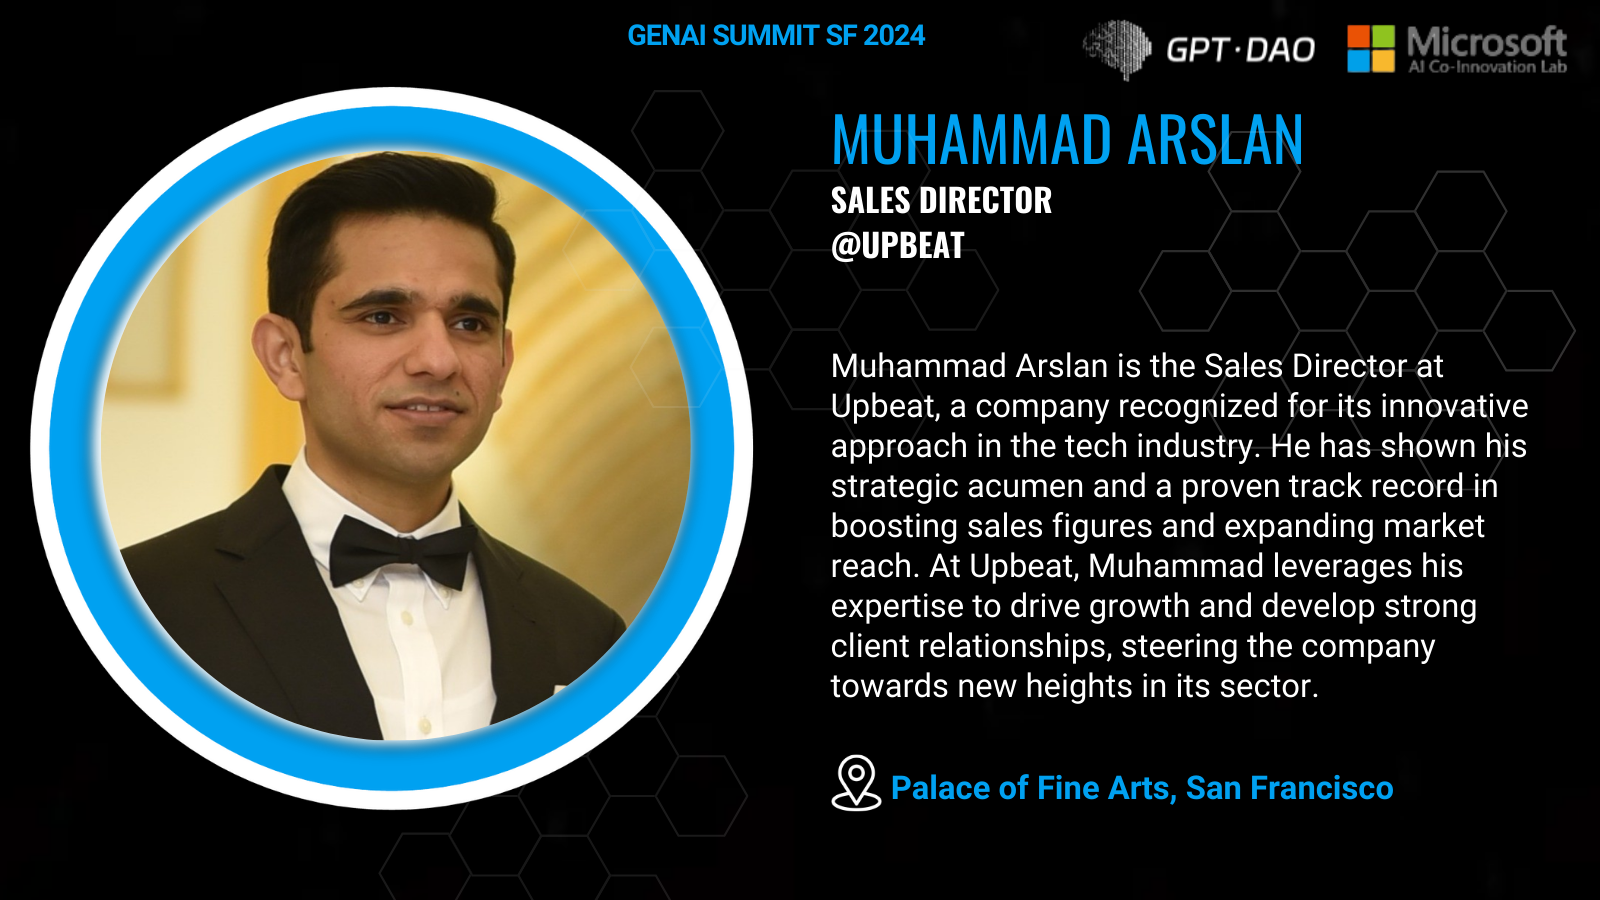 GENAI SUMMIT SF 2024
GPT·DAO
Microsoft
AI Co-Innovation Lab
MUHAMMAD ARSLAN
SALES DIRECTOR
@UPBEAT
Muhammad Arslan is the Sales Director at
Upbeat, a company recognized for its innovative
approach in the tech industry. He has shown his
strategic acumen and a proven track record in
boosting sales figures and expanding market
reach. At Upbeat, Muhammad leverages his
expertise to drive growth and develop strong
client relationships, steering the company
towards new heights in its sector.
Palace of Fine Arts, San Francisco